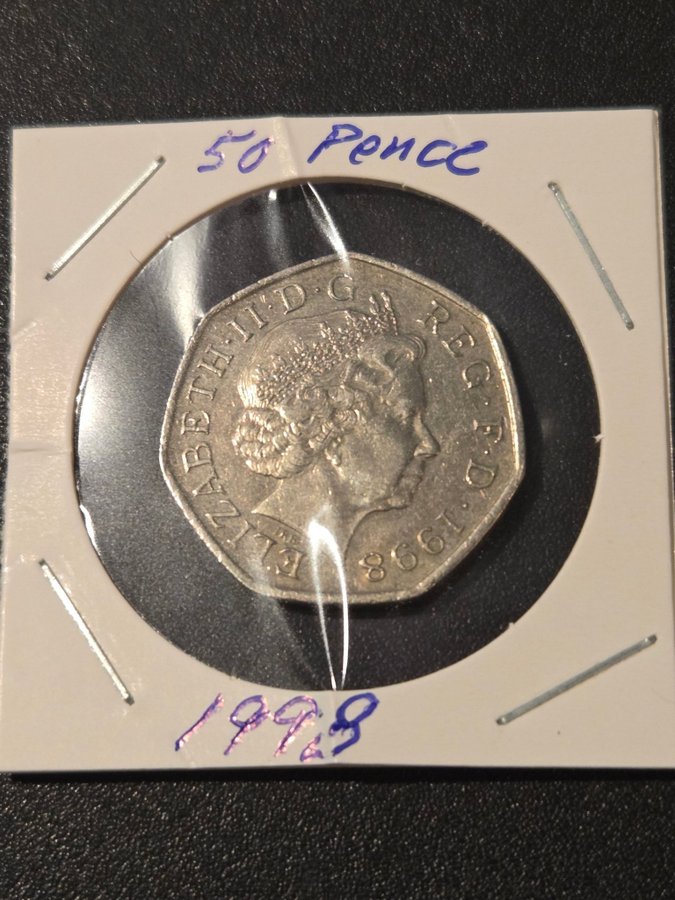 50 Pence
ELIZABETH·II·D·G REG·F·D·1998
1998